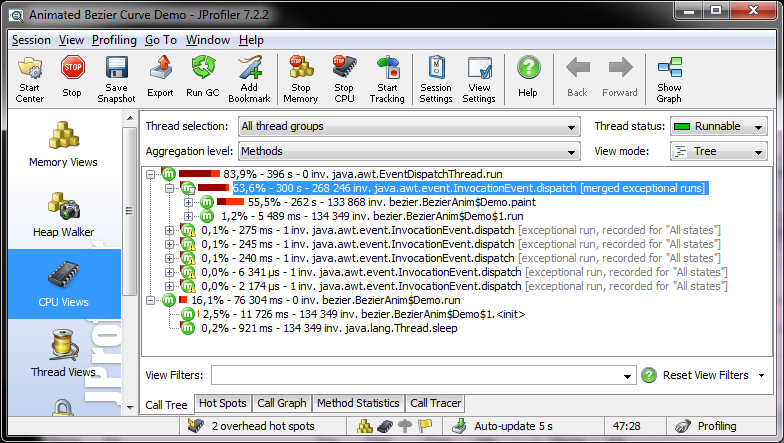 Animated Bezier Curve Demo - JProfiler 7.2.2
Session View Profiling Go To Window Help
Start Center
Stop
Save Snapshot
Export
Run GC
Add Bookmark
Stop Memory
Stop CPU
Start Tracking
Session Settings
View Settings
Help
Back
Forward
Show Graph
Memory Views
Heap Walker
CPU Views
Thread Views
JPro
Thread selection: All thread groups Thread status: Runnable
Aggregation level: Methods View mode: Tree
83,9% - 396 s - 0 inv. java.awt.EventDispatchThread.run
63,6% - 300 s - 268 246 inv. java.awt.event.InvocationEvent.dispatch [merged exceptional runs]
55,5% - 262 s - 133 868 inv. bezier.BezierAnim$Demo.paint
1,2% - 5 489 ms - 134 349 inv. bezier.BezierAnim$Demo$1.run
0,1% - 275 ms - 1 inv. java.awt.event.InvocationEvent.dispatch [exceptional run, recorded for "All states"]
0,1% - 245 ms - 1 inv. java.awt.event.InvocationEvent.dispatch [exceptional run, recorded for "All states"]
0,1% - 240 ms - 1 inv. java.awt.event.InvocationEvent.dispatch [exceptional run, recorded for "All states"]
0,0% - 6 341 µs - 1 inv. java.awt.event.InvocationEvent.dispatch [exceptional run, recorded for "All states"]
0,0% - 2 174 µs - 1 inv. java.awt.event.InvocationEvent.dispatch [exceptional run, recorded for "All states"]
16,1% - 76 304 ms - 0 inv. bezier.BezierAnim$Demo.run
2,5% - 11 726 ms - 134 349 inv. bezier.BezierAnim$Demo$1.<init>
0,2% - 921 ms - 134 349 inv. java.lang.Thread.sleep
View Filters: Reset View Filters
Call Tree Hot Spots Call Graph Method Statistics Call Tracer
2 overhead hot spots Auto-update 5 s 47:28 Profiling